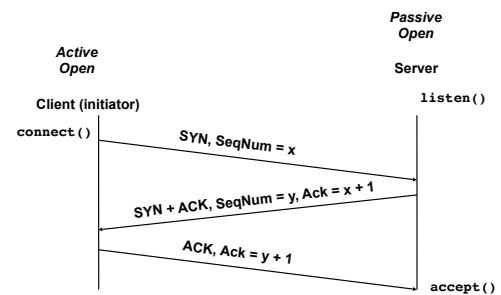 Passive
Open
Active
Open
Server
Client (initiator)
listen()
connect()
SYN, SeqNum = x
SYN + ACK, SeqNum = y, Ack = x + 1
ACK, Ack = y + 1
accept()